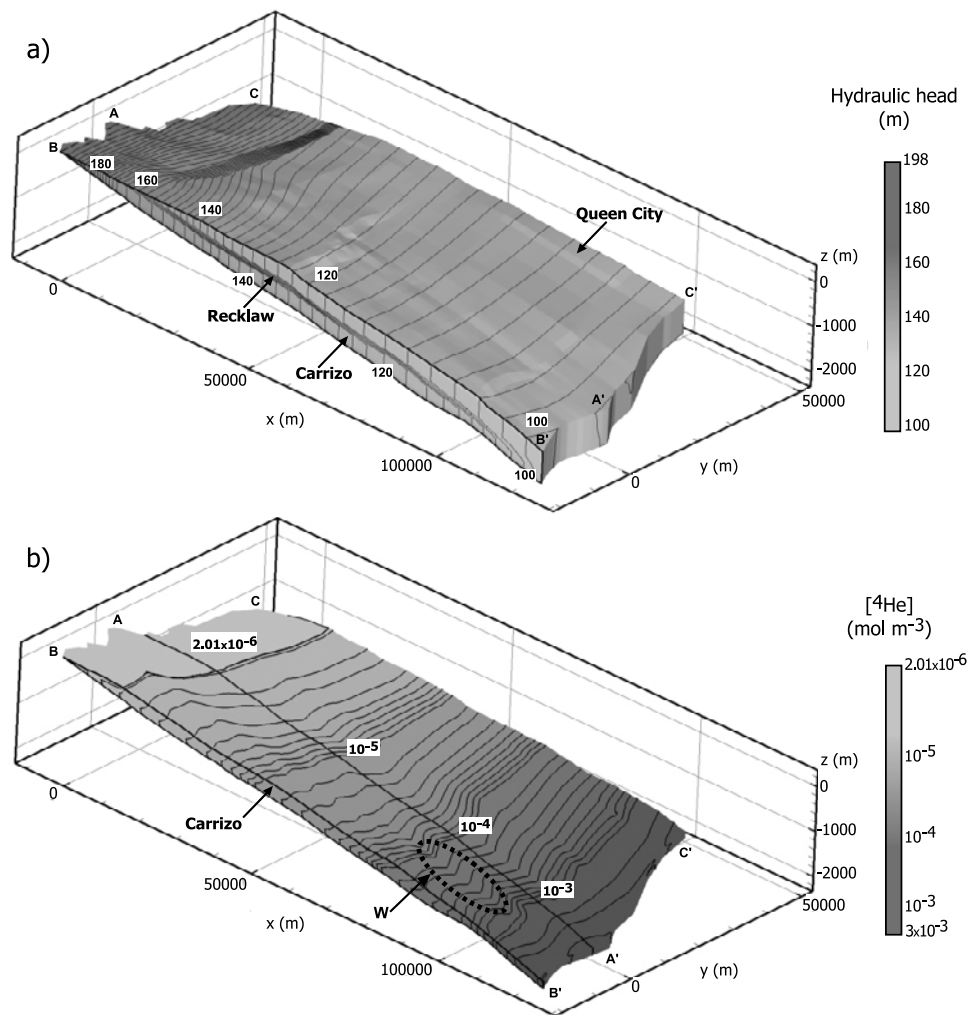 a)
Hydraulic head
(m)
198
180
160
140
120
100
A
B
C
180
160
140
120
140
120
100
100
Recklaw
Carrizo
Queen City
A'
B'
C'
z (m)
0
-1000
-2000
0
50000
100000
x (m)
0
50000
y (m)
b)
[⁴He]
(mol m⁻³)
2.01x10⁻⁶
10⁻⁵
10⁻⁴
10⁻³
3x10⁻³
A
B
C
2.01x10⁻⁶
10⁻⁵
10⁻⁴
10⁻³
Carrizo
W
A'
B'
C'
z (m)
0
-1000
-2000
0
50000
100000
x (m)
0
50000
y (m)